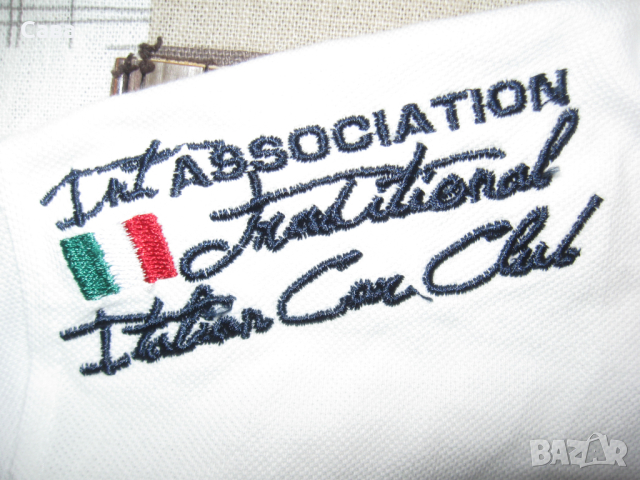 Int ASSOCIATION
Traditional
Italian Car Club
BAZAR